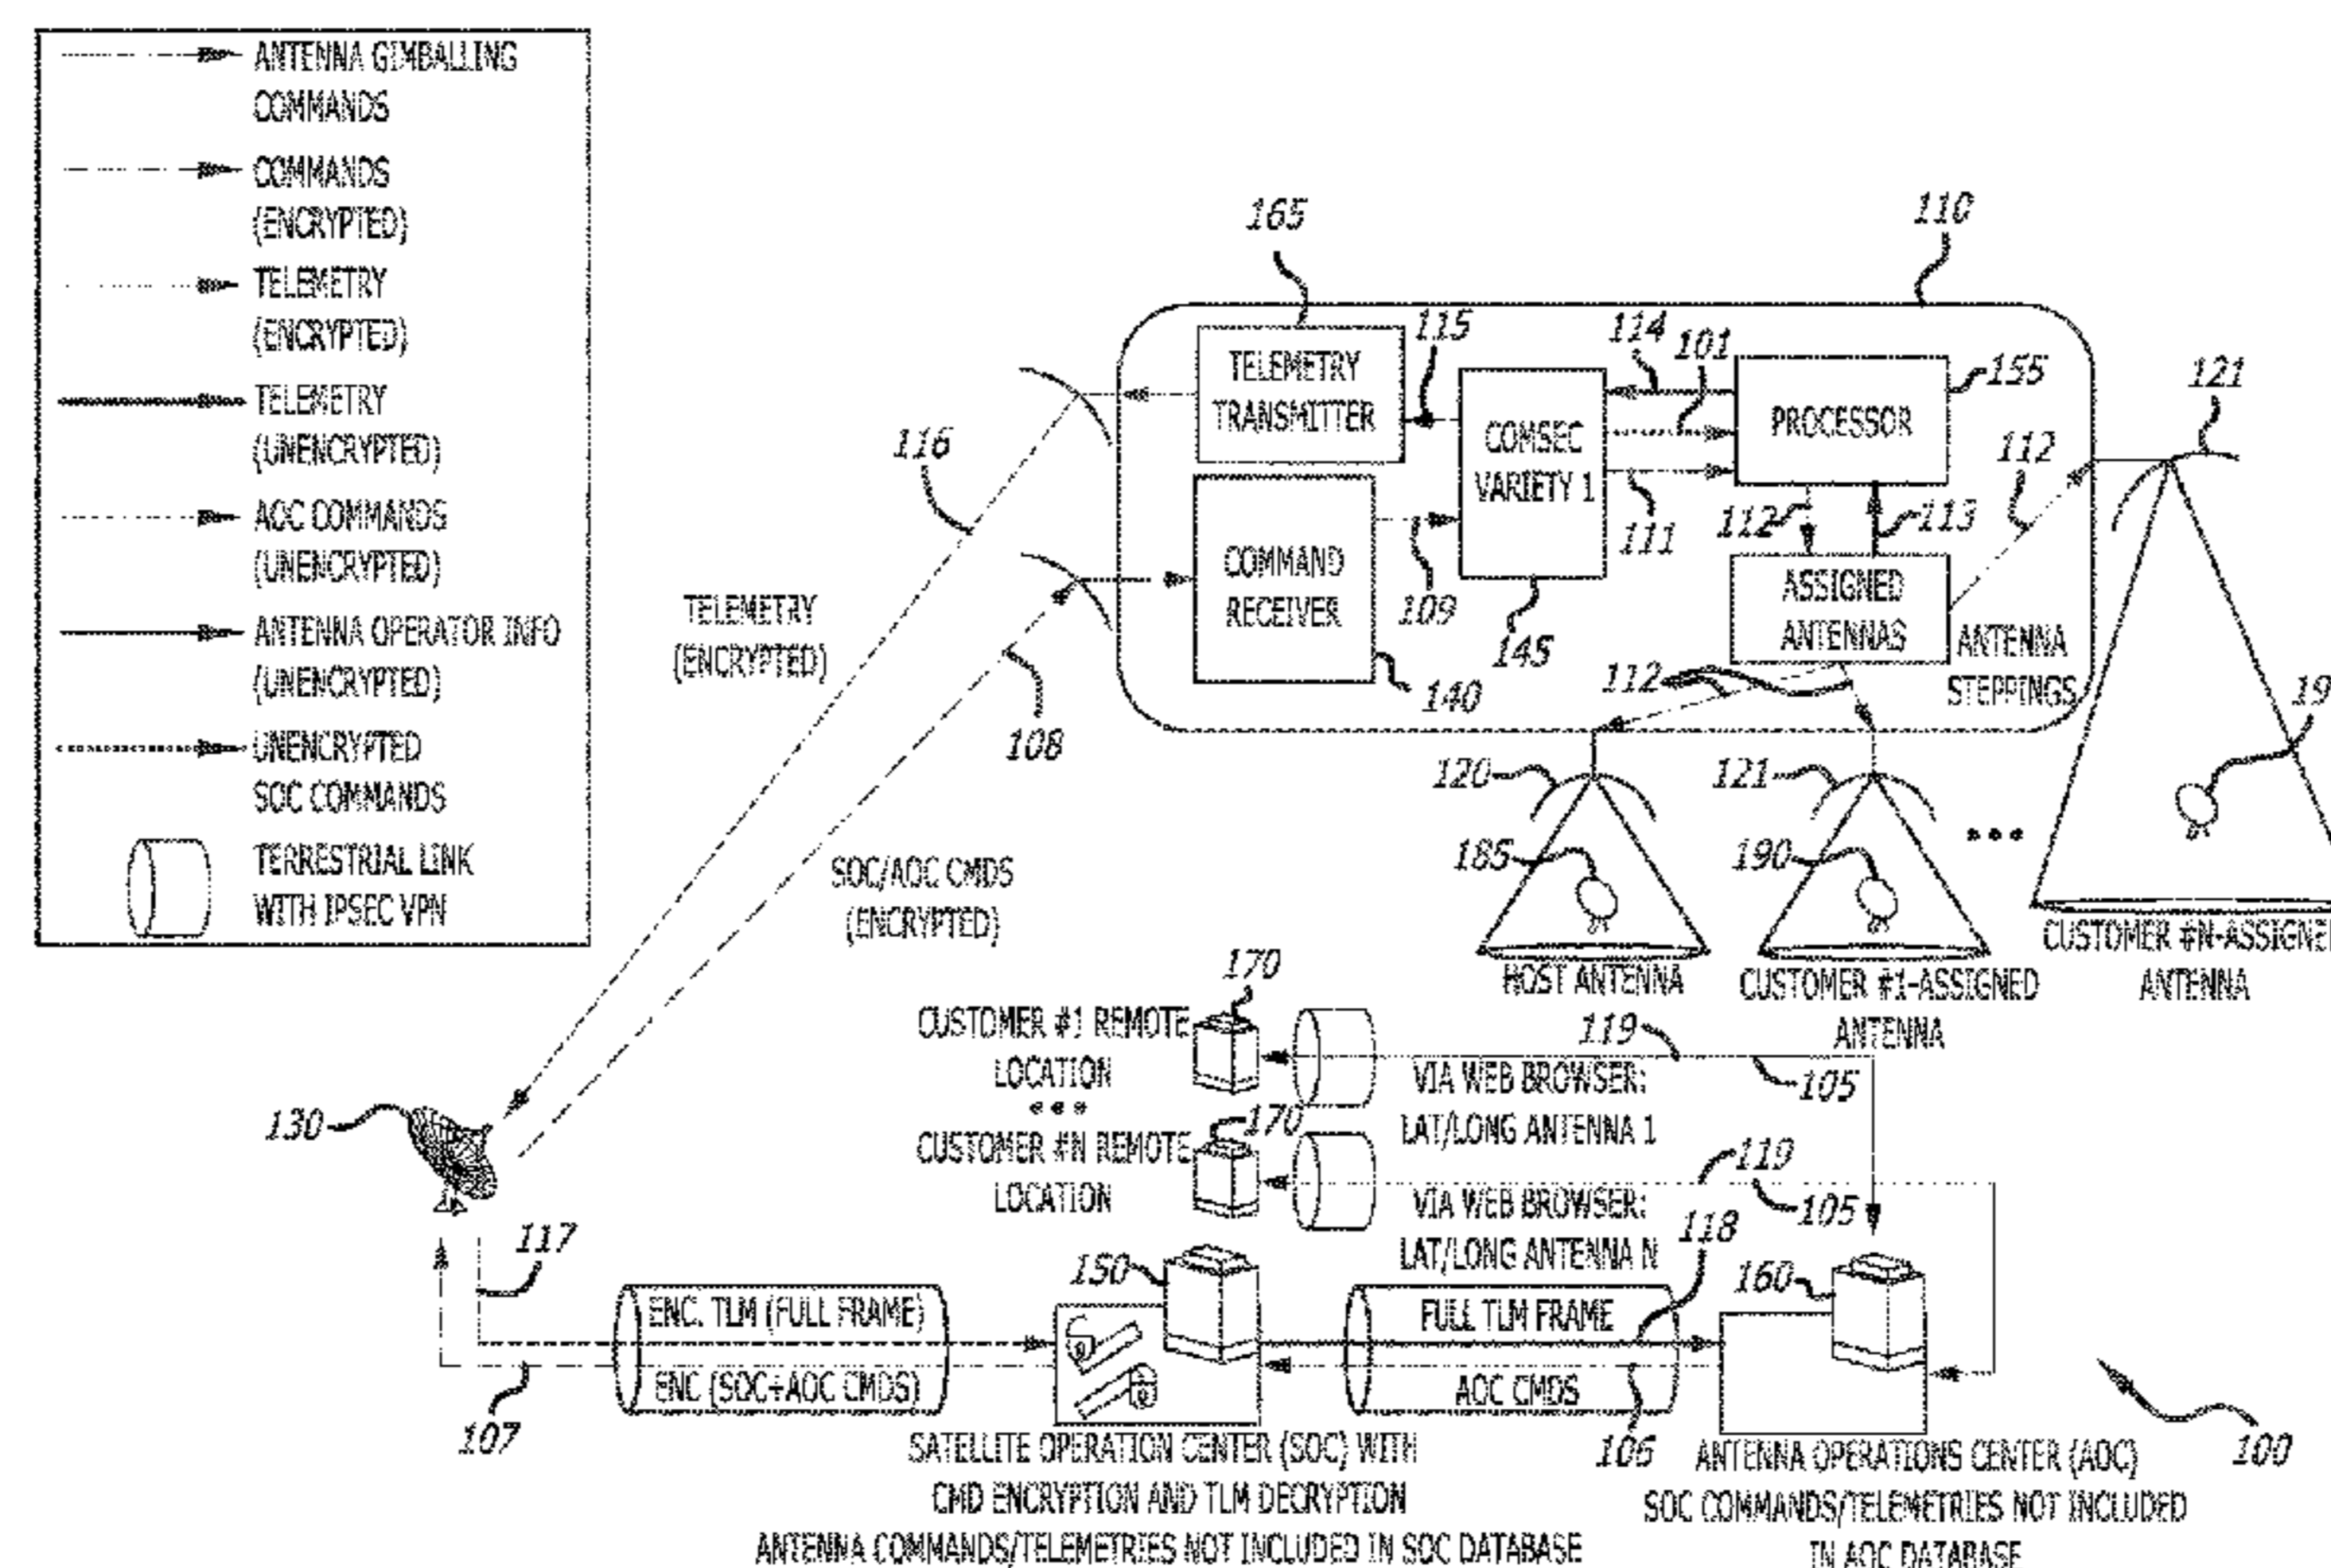 ANTENNA GIMBALLING
COMMANDS
COMMANDS
(ENCRYPTED)
TELEMETRY
(ENCRYPTED)
TELEMETRY
(UNENCRYPTED)
AOC COMMANDS
(UNENCRYPTED)
ANTENNA OPERATOR INFO
(UNENCRYPTED)
UNENCRYPTED
SOC COMMANDS
TERRESTRIAL LINK
WITH IPSEC VPN
165
110
115
114
101
155
121
TELEMETRY
TRANSMITTER
COMSEC
VARIETY 1
PROCESSOR
116
112
112
113
111
COMMAND
RECEIVER
109
145
140
ASSIGNED
ANTENNAS
ANTENNA
STEPPINGS
112
TELEMETRY
(ENCRYPTED)
108
19
120
121
185
190
SOC/AOC CMDS
(ENCRYPTED)
HOST ANTENNA
CUSTOMER #1-ASSIGNED
ANTENNA
CUSTOMER #N-ASSIGNED
ANTENNA
170
CUSTOMER #1 REMOTE
LOCATION
119
105
VIA WEB BROWSER:
LAT/LONG ANTENNA 1
170
CUSTOMER #N REMOTE
LOCATION
119
105
VIA WEB BROWSER:
LAT/LONG ANTENNA N
118
130
117
150
160
ENC. TLM (FULL FRAME)
ENC (SOC+AOC CMDS)
FULL TLM FRAME
AOC CMDS
107
106
100
SATELLITE OPERATION CENTER (SOC) WITH
CMD ENCRYPTION AND TLM DECRYPTION
ANTENNA COMMANDS/TELEMETRIES NOT INCLUDED IN SOC DATABASE
ANTENNA OPERATIONS CENTER (AOC)
SOC COMMANDS/TELEMETRIES NOT INCLUDED
IN AOC DATABASE